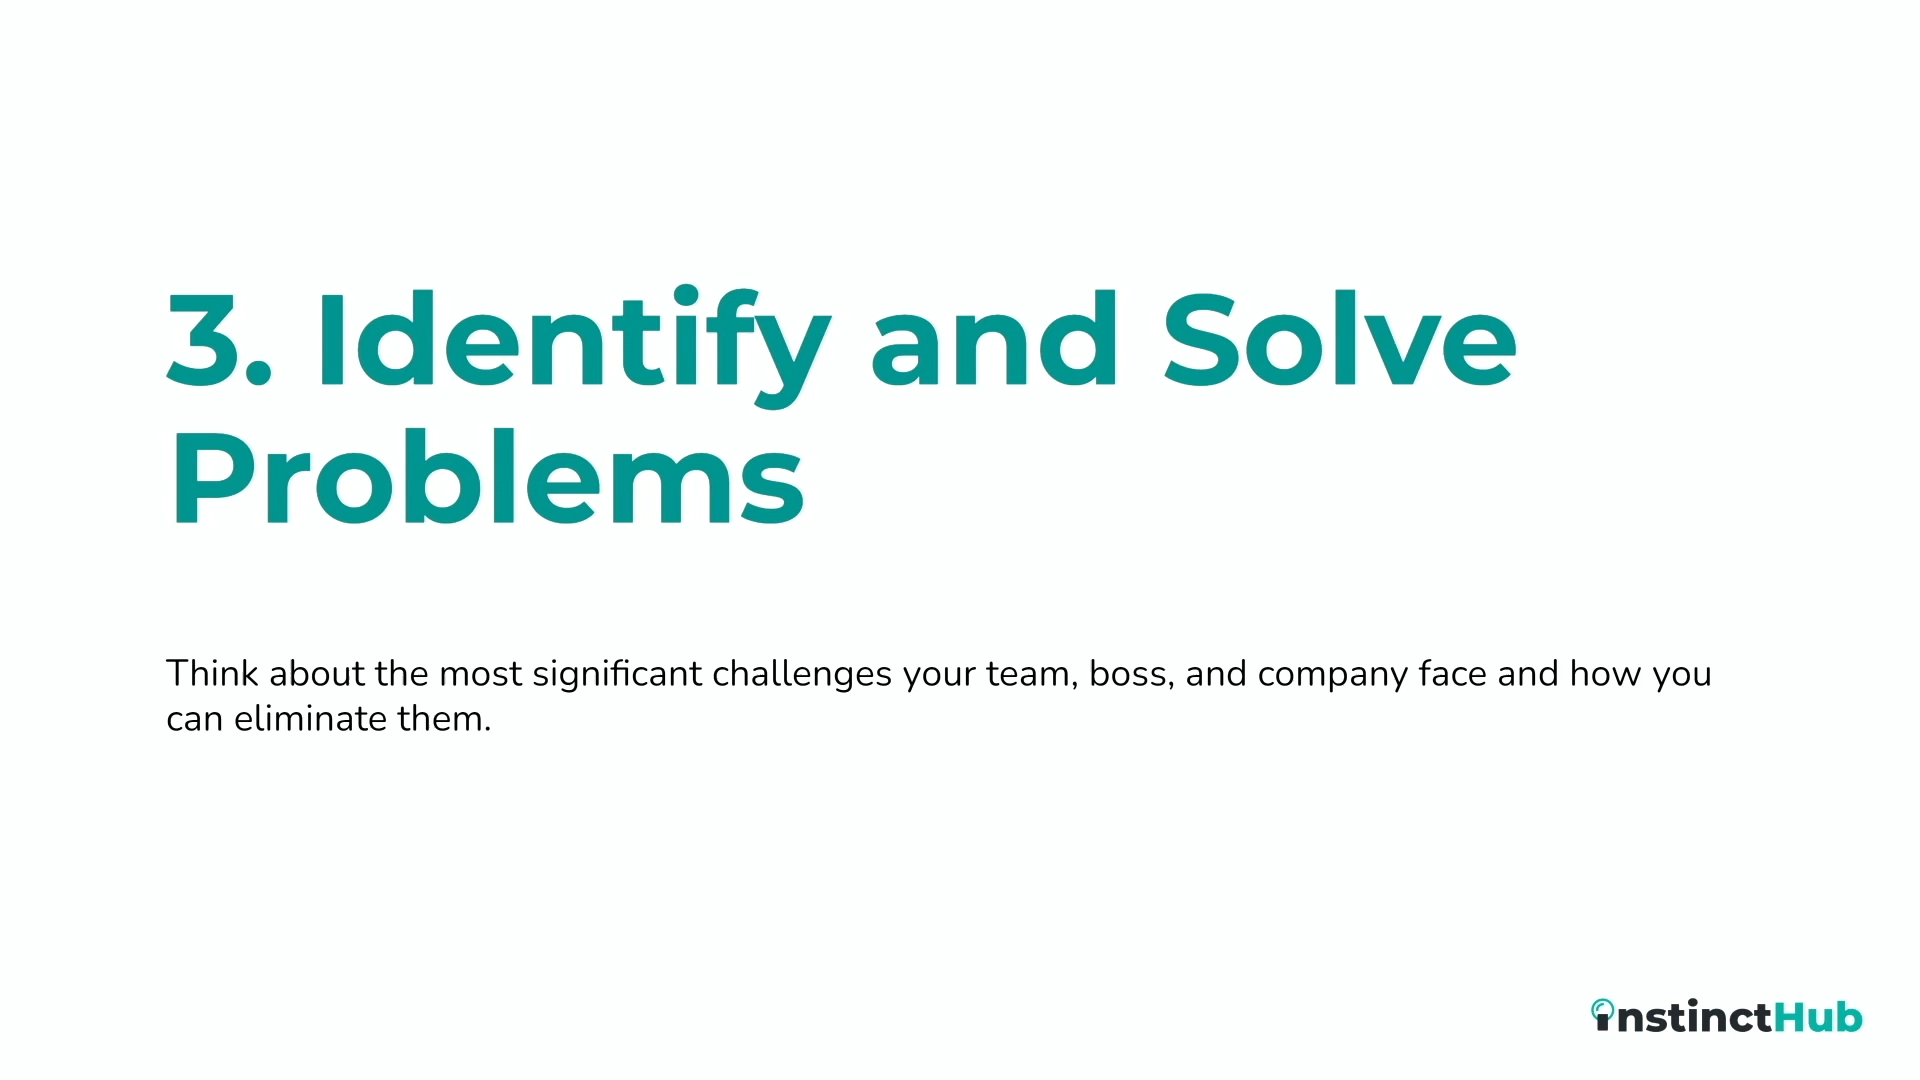 3. Identify and Solve
Problems
Think about the most significant challenges your team, boss, and company face and how you
can eliminate them.
instinctHub